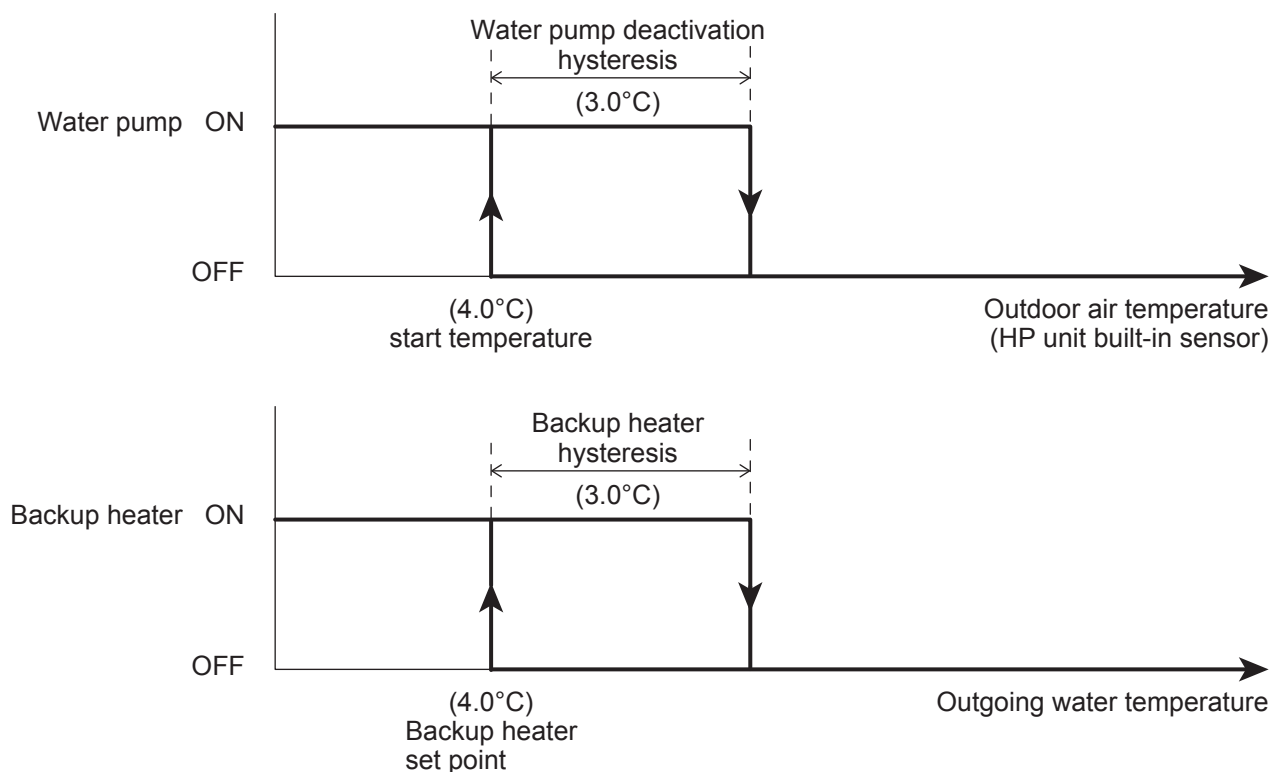 Water pump deactivation
hysteresis
(3.0°C)
Water pump ON
OFF
(4.0°C)
start temperature
Outdoor air temperature
(HP unit built-in sensor)
Backup heater
hysteresis
(3.0°C)
Backup heater ON
OFF
(4.0°C)
Backup heater
set point
Outgoing water temperature